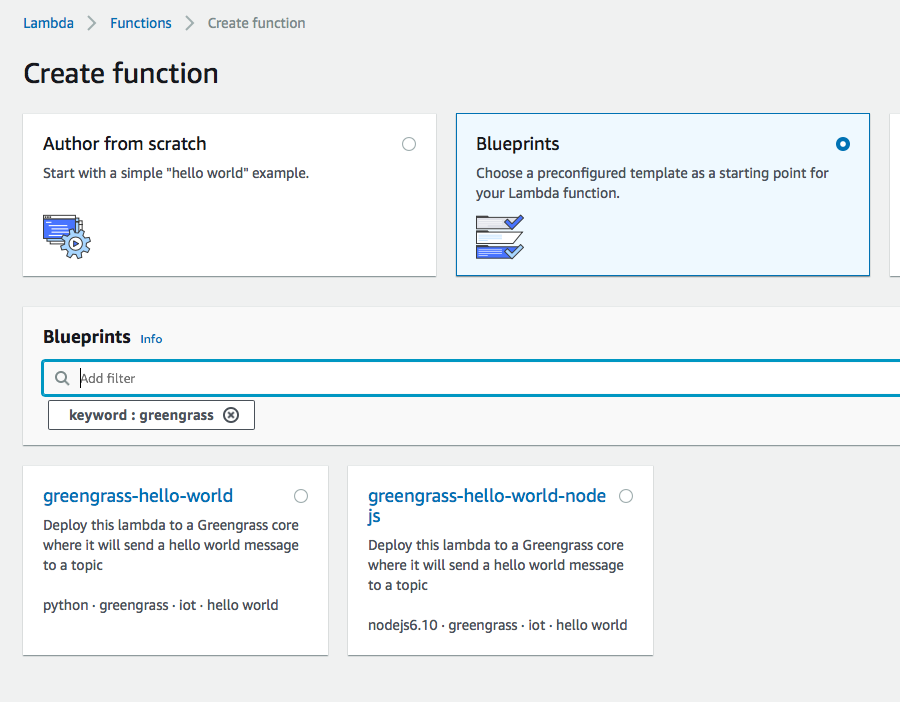 Lambda > Functions > Create function
Create function
Author from scratch
Start with a simple "hello world" example.
Blueprints
Choose a preconfigured template as a starting point for
your Lambda function.
Blueprints Info
Add filter
keyword : greengrass
greengrass-hello-world
Deploy this lambda to a Greengrass core
where it will send a hello world message
to a topic
python · greengrass · iot · hello world
greengrass-hello-world-node
js
Deploy this lambda to a Greengrass core
where it will send a hello world message
to a topic
nodejs6.10 · greengrass · iot · hello world